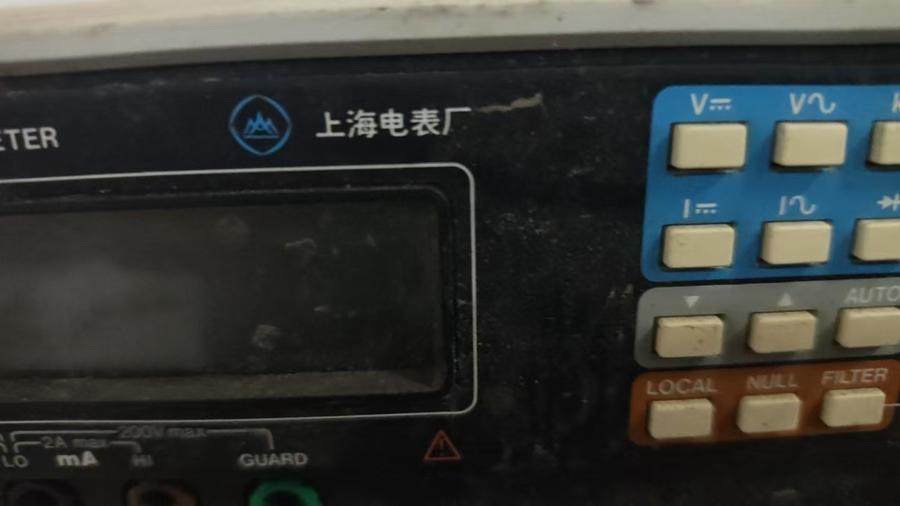 ETER
上海电表厂
V⎓ V∿ k
I⎓ I∿
▼ ▲ AUTO
LOCAL NULL FILTER
200V max
2A max
LO mA HI GUARD